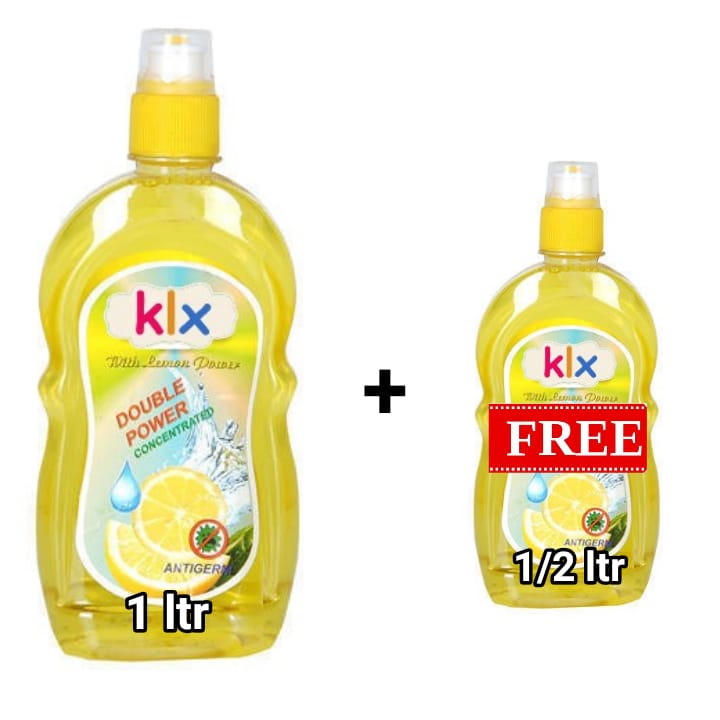 klx
With Lemon Power
DOUBLE
POWER
CONCENTRATED
ANTIGERM
1 ltr
+
klx
With Lemon Power
FREE
ANTIGERM
1/2 ltr